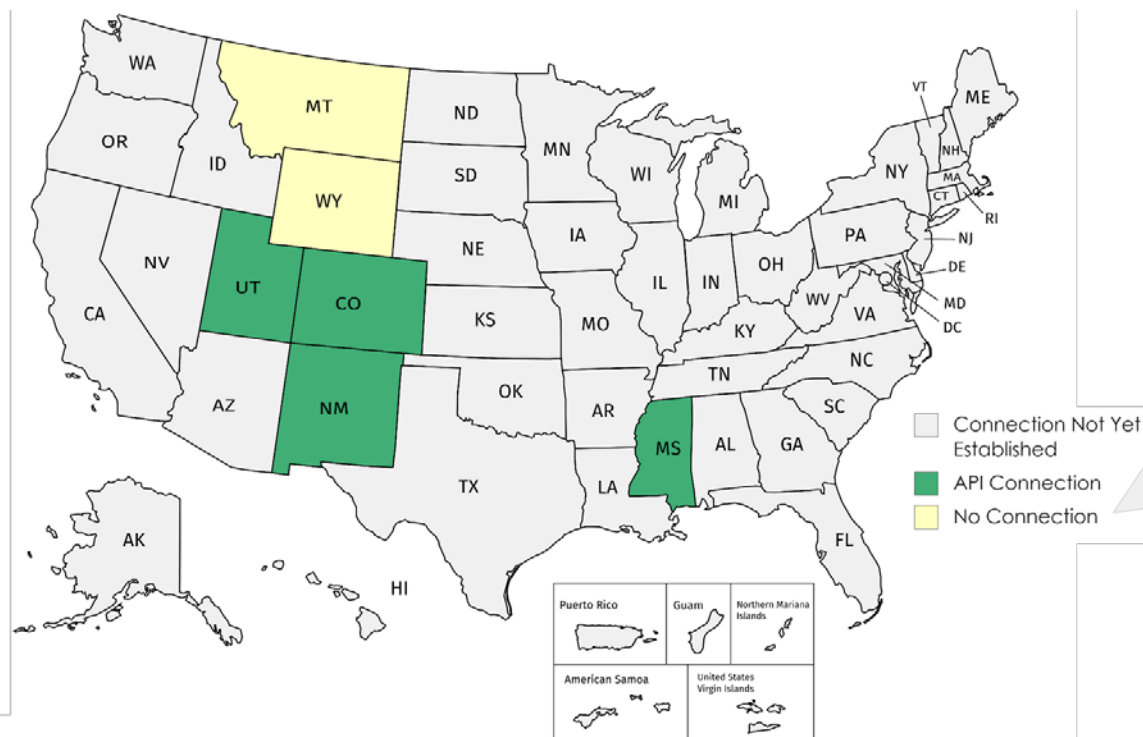 WA
MT
ND
MN
VT
ME
OR
ID
SD
WI
MI
NY
NH
MA
CT
RI
WY
NE
IA
PA
NJ
NV
UT
CO
IL
IN
OH
DE
MD
DC
CA
KS
MO
WV
VA
KY
AZ
NM
OK
AR
TN
NC
SC
MS
AL
GA
TX
LA
FL
AK
HI
Connection Not Yet
Established
API Connection
No Connection
Puerto Rico
Guam
Northern Mariana
Islands
American Samoa
United States
Virgin Islands